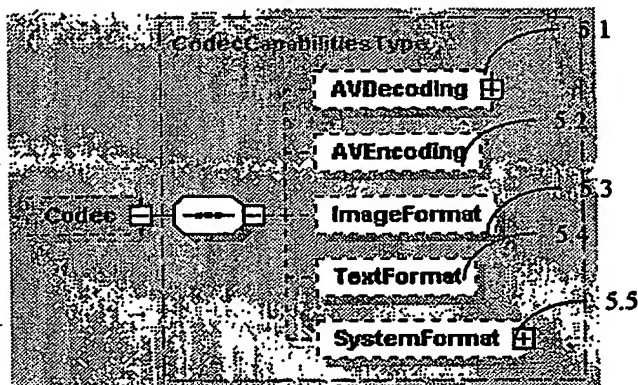 5.1
CodecCapabilitiesType
AVDecoding
5.2
AVEncoding
5.3
Codec
ImageFormat
5.4
TextFormat
5.5
SystemFormat